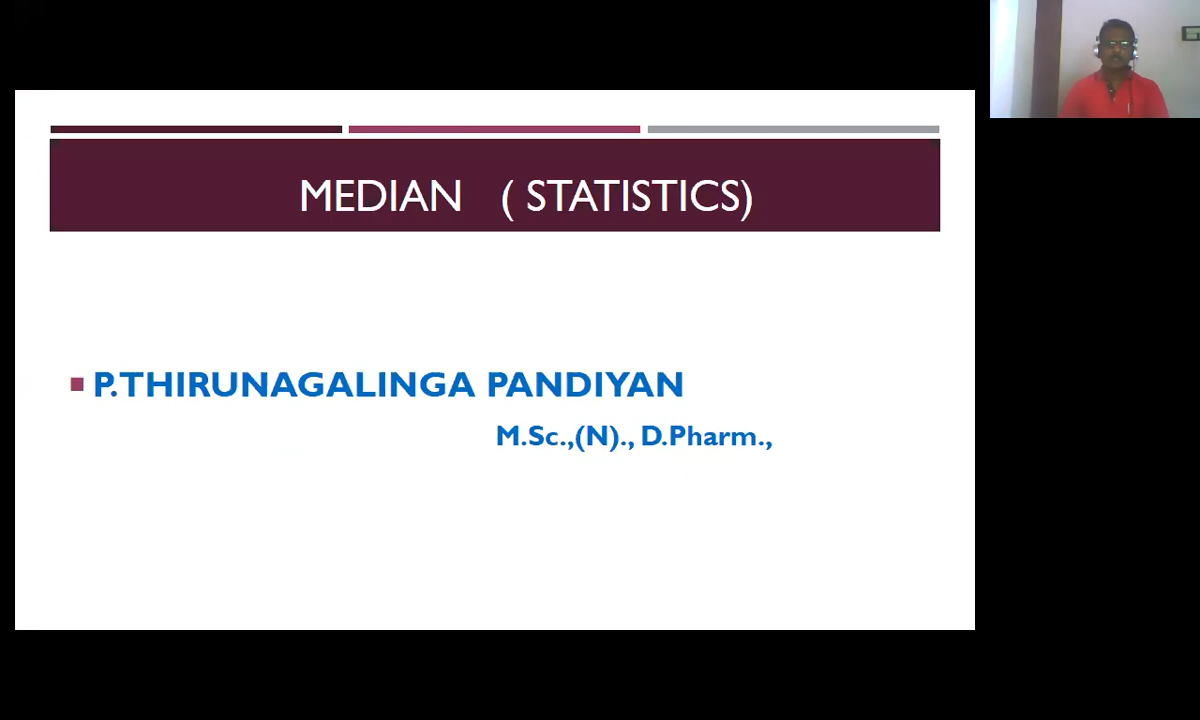 MEDIAN ( STATISTICS)
P.THIRUNAGALINGA PANDIYAN
M.Sc.,(N)., D.Pharm.,